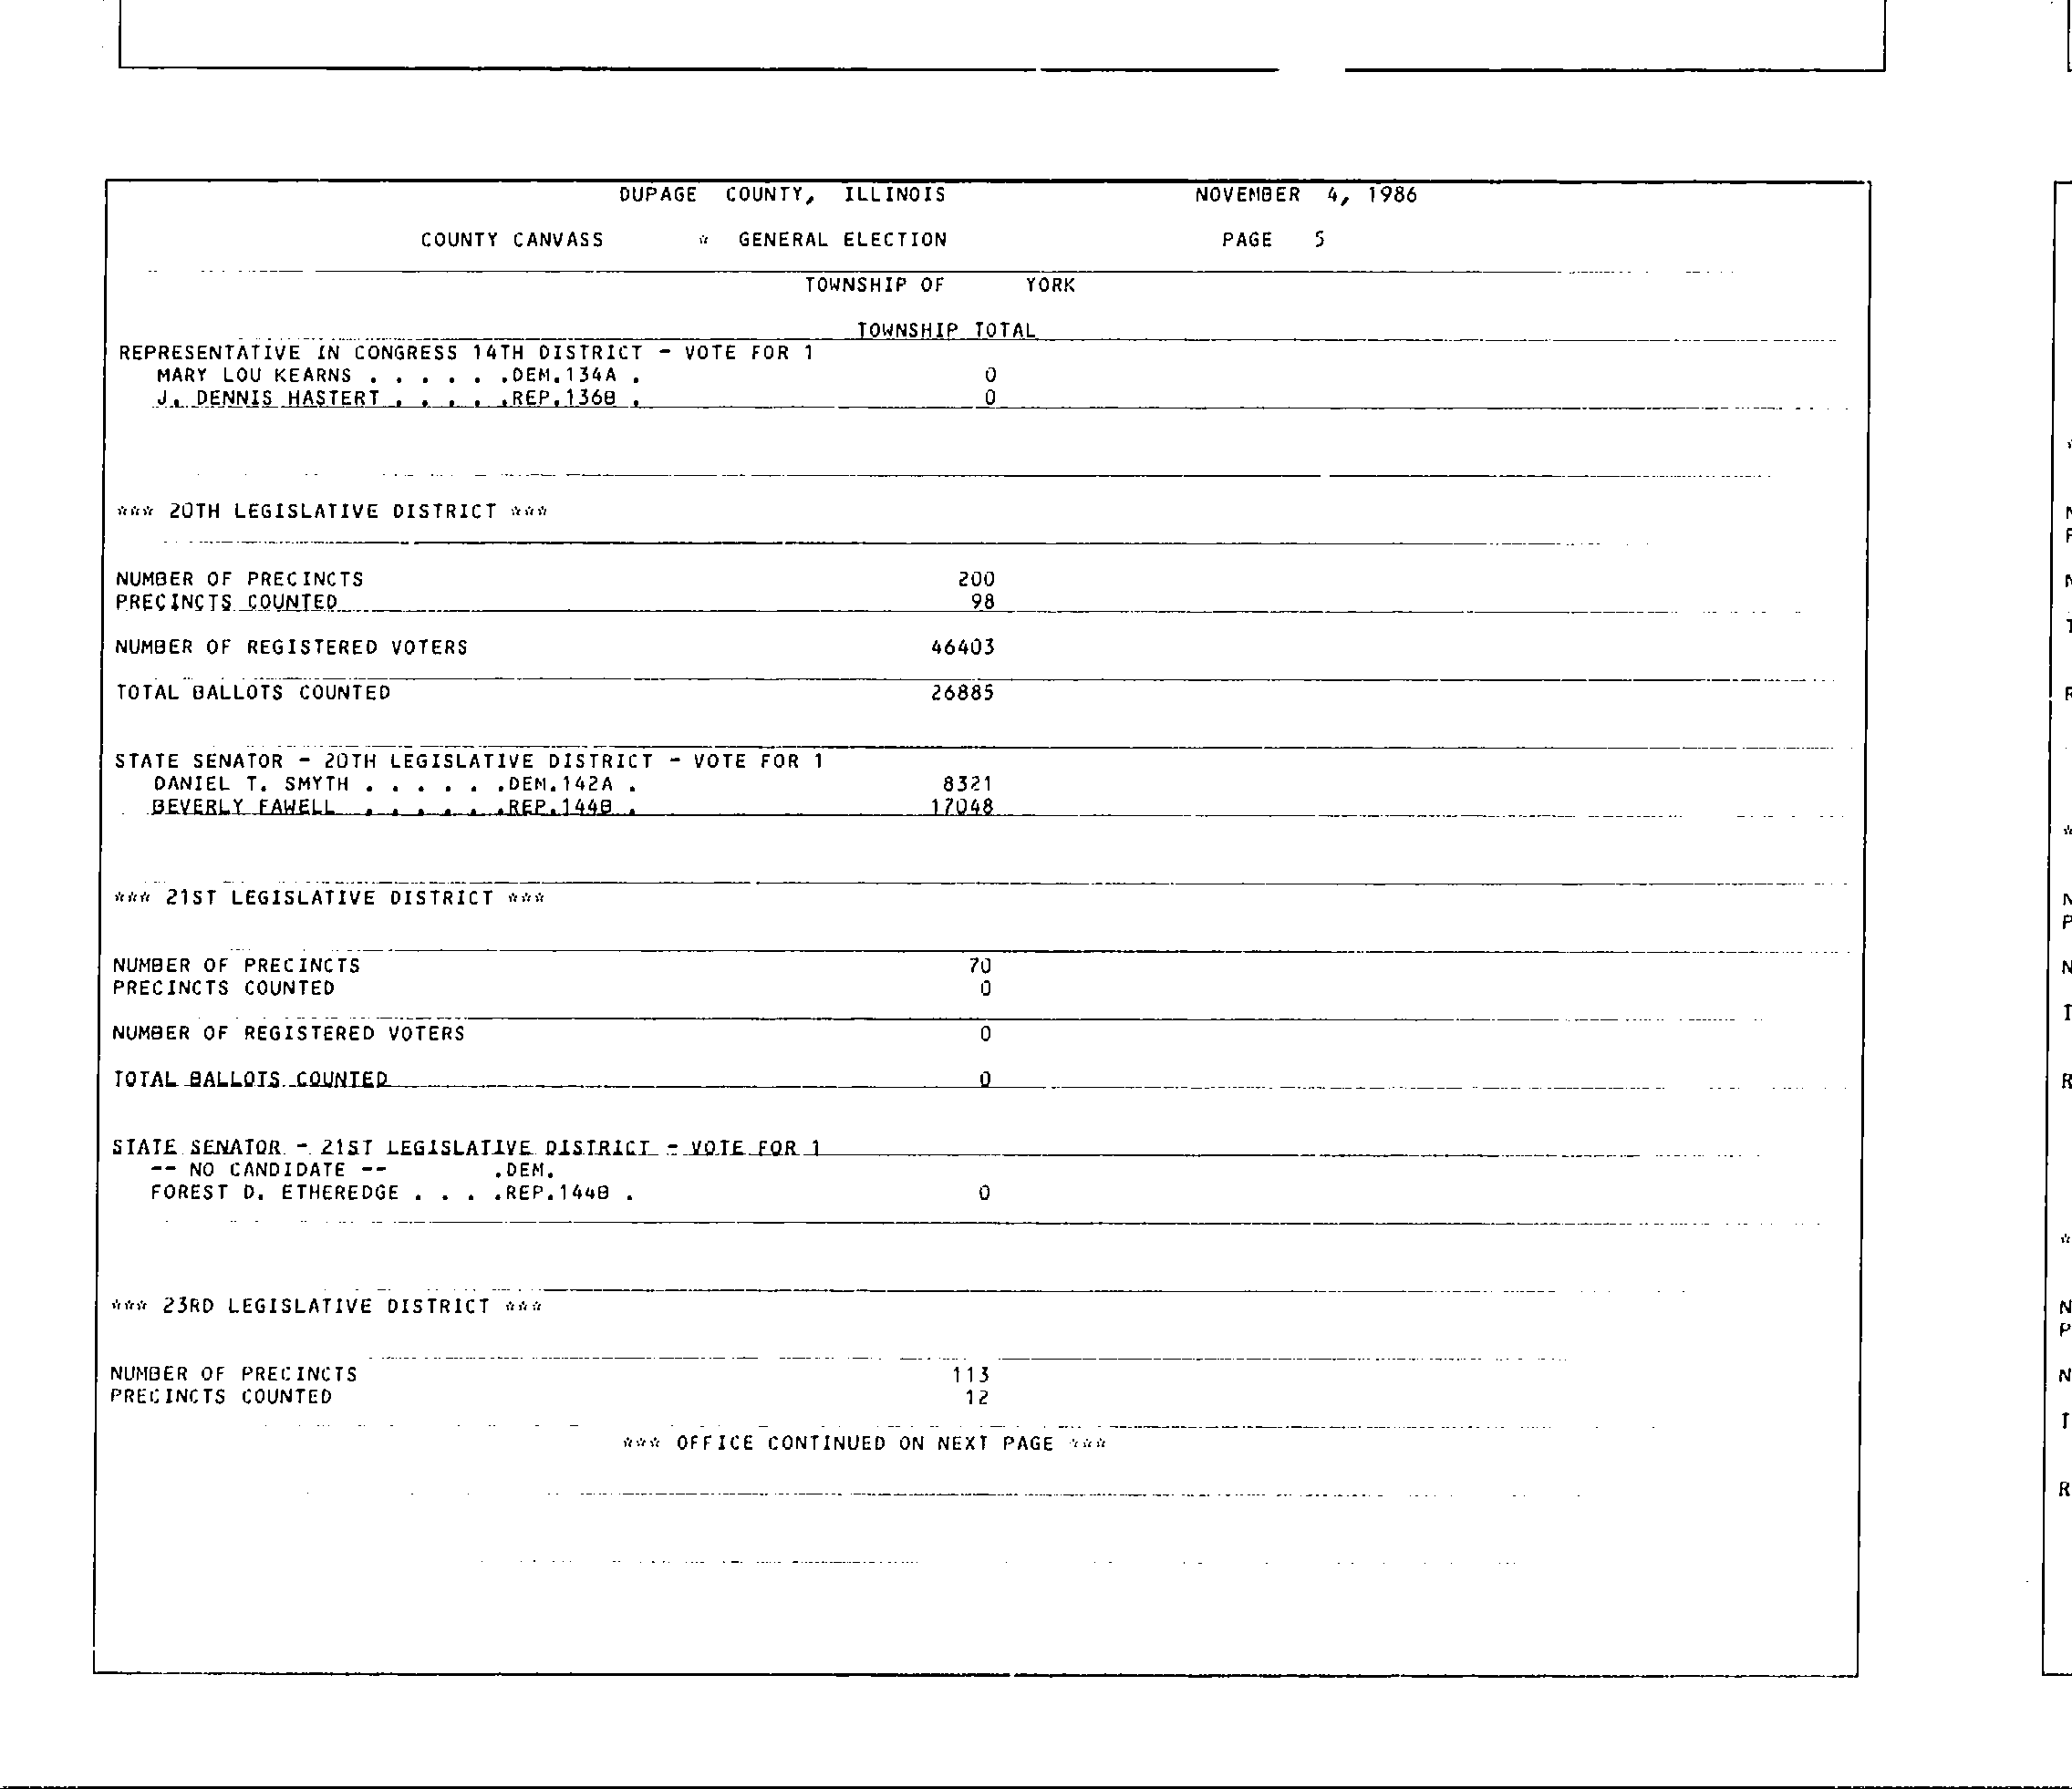 DUPAGE COUNTY, ILLINOIS NOVEMBER 4, 1986
COUNTY CANVASS * GENERAL ELECTION PAGE 5
TOWNSHIP OF YORK
TOWNSHIP TOTAL
REPRESENTATIVE IN CONGRESS 14TH DISTRICT - VOTE FOR 1
MARY LOU KEARNS . . . . . .DEM.134A . 0
J. DENNIS HASTERT . . . . .REP.136B . 0
*** 20TH LEGISLATIVE DISTRICT ***
NUMBER OF PRECINCTS 200
PRECINCTS COUNTED 98
NUMBER OF REGISTERED VOTERS 46403
TOTAL BALLOTS COUNTED 26885
STATE SENATOR - 20TH LEGISLATIVE DISTRICT - VOTE FOR 1
DANIEL T. SMYTH . . . . . .DEM.142A . 8321
BEVERLY FAWELL . . . . . .REP.144B . 17048
*** 21ST LEGISLATIVE DISTRICT ***
NUMBER OF PRECINCTS 70
PRECINCTS COUNTED 0
NUMBER OF REGISTERED VOTERS 0
TOTAL BALLOTS COUNTED 0
STATE SENATOR - 21ST LEGISLATIVE DISTRICT - VOTE FOR 1
-- NO CANDIDATE -- .DEM.
FOREST D. ETHEREDGE . . . .REP.144B . 0
*** 23RD LEGISLATIVE DISTRICT ***
NUMBER OF PRECINCTS 113
PRECINCTS COUNTED 12
*** OFFICE CONTINUED ON NEXT PAGE ***